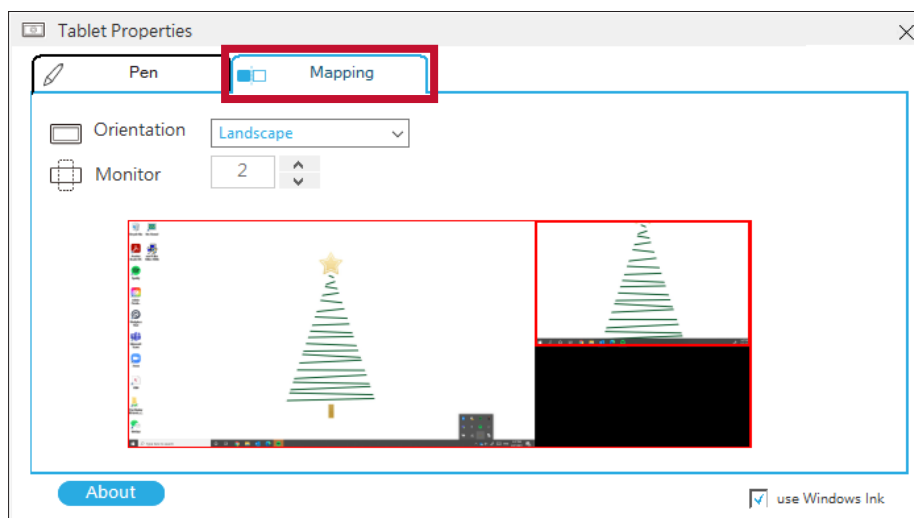 Tablet Properties
Pen
Mapping
Orientation
Landscape
Monitor
2
About
use Windows Ink